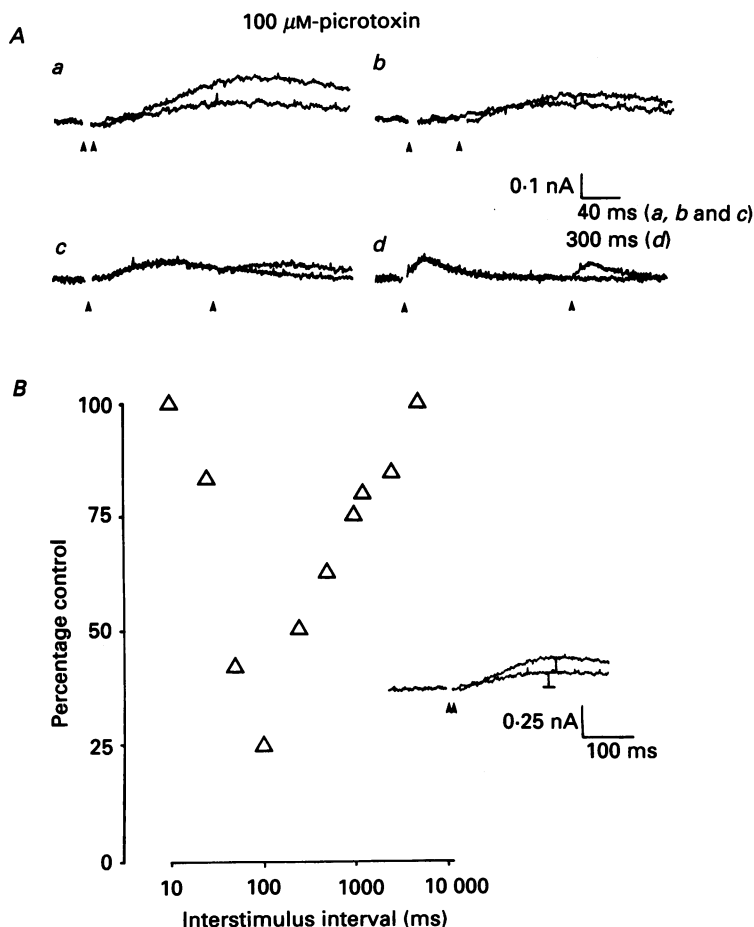 100 μM-picrotoxin
A
a
b
0·1 nA
40 ms (a, b and c)
300 ms (d)
c
d
B
100
75
50
25
0
Percentage control
0·25 nA
100 ms
10
100
1000
10 000
Interstimulus interval (ms)